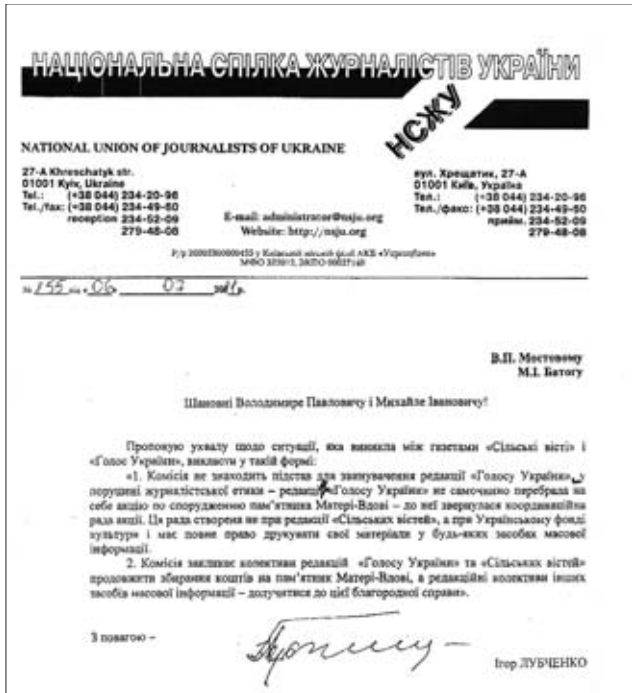 НАЦІОНАЛЬНА СПІЛКА ЖУРНАЛІСТІВ УКРАЇНИ
НСЖУ
NATIONAL UNION OF JOURNALISTS OF UKRAINE
27-A Khreschatyk str.
01001 Kyiv, Ukraine
Tel.: (+38 044) 234-20-96
Tel./fax: (+38 044) 234-49-60
reception 234-52-09
279-48-08
E-mail: administrator@nsju.org
Website: http://nsju.org
вул. Хрещатик, 27-А
01001 Київ, Україна
Тел.: (+38 044) 234-20-96
Тел./факс: (+38 044) 234-49-60
прийм. 234-52-09
279-48-08
№ 155 « 06 » 07
В.П. Мостовому
М.І. Батогу
Шановні Володимире Павловичу і Михайле Івановичу!
Пропоную ухвалу щодо ситуації, яка виникла між газетами «Сільські вісті» і
«Голос України», викласти у такій формі:
«1. Комісія не знаходить підстав для звинувачення редакції «Голосу України» у
порушені журналістської етики – редакція «Голосу України» не самочинно перебрала на
себе акцію по спорудженню пам'ятника Матері-Вдові – до неї звернулася координаційна
рада акції. Ця рада створена не при редакції «Сільських вістей», а при Українському фонді
культури і має повне право друкувати свої матеріали у будь-яких засобах масової
інформації.
2. Комісія закликає колективи редакцій «Голосу України» та «Сільських вістей»
продовжити збирання коштів на пам'ятник Матері-Вдові, а редакційні колективи інших
засобів масової інформації – долучитися до цієї благородної справи».
З повагою –
Ігор ЛУБЧЕНКО